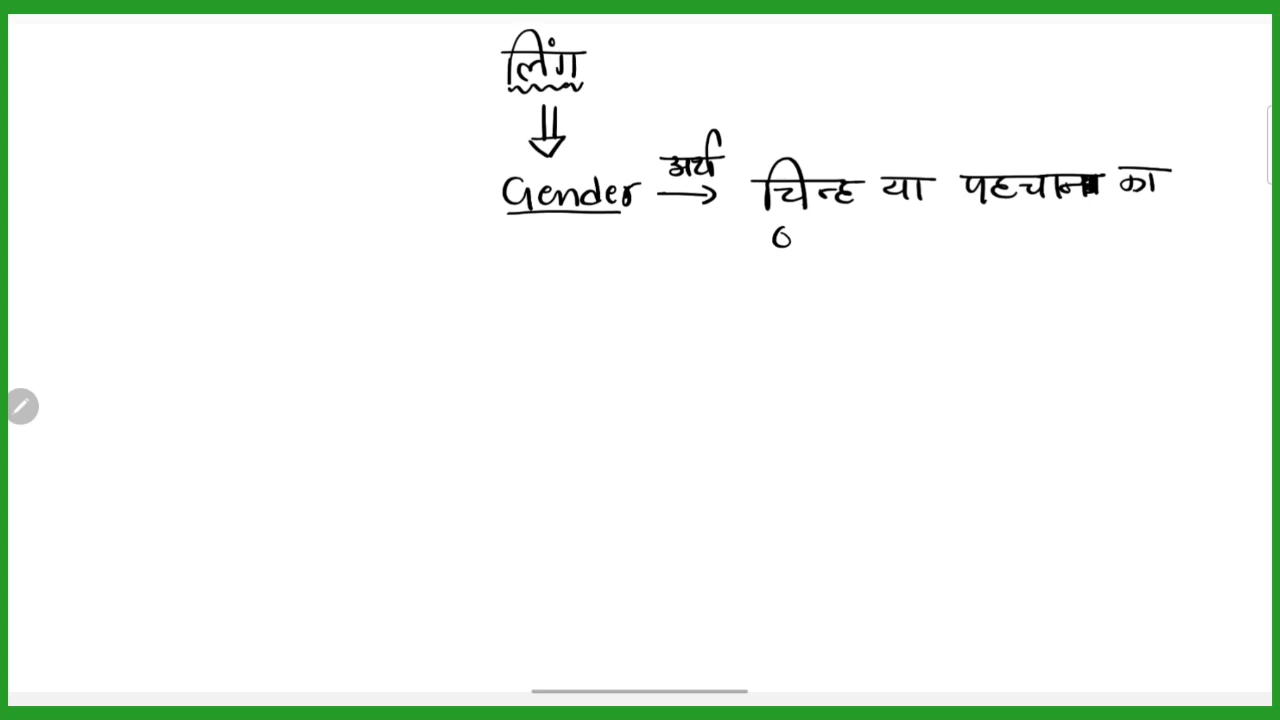 लिंग
⇓
Gender अर्थ → चिन्ह या पहचान का